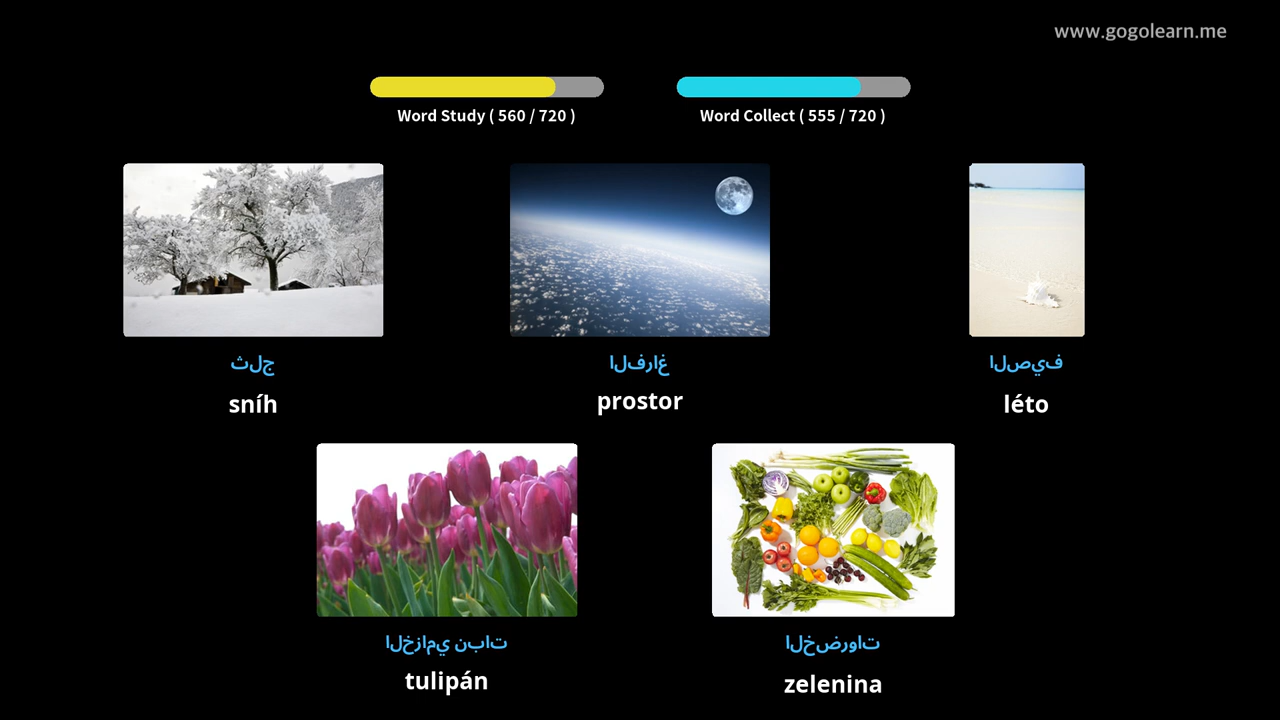 www.gogolearn.me
Word Study ( 560 / 720 )
Word Collect ( 555 / 720 )
ثلج
sníh
الفراغ
prostor
الصيف
léto
الخزامي نبات
tulipán
الخضروات
zelenina